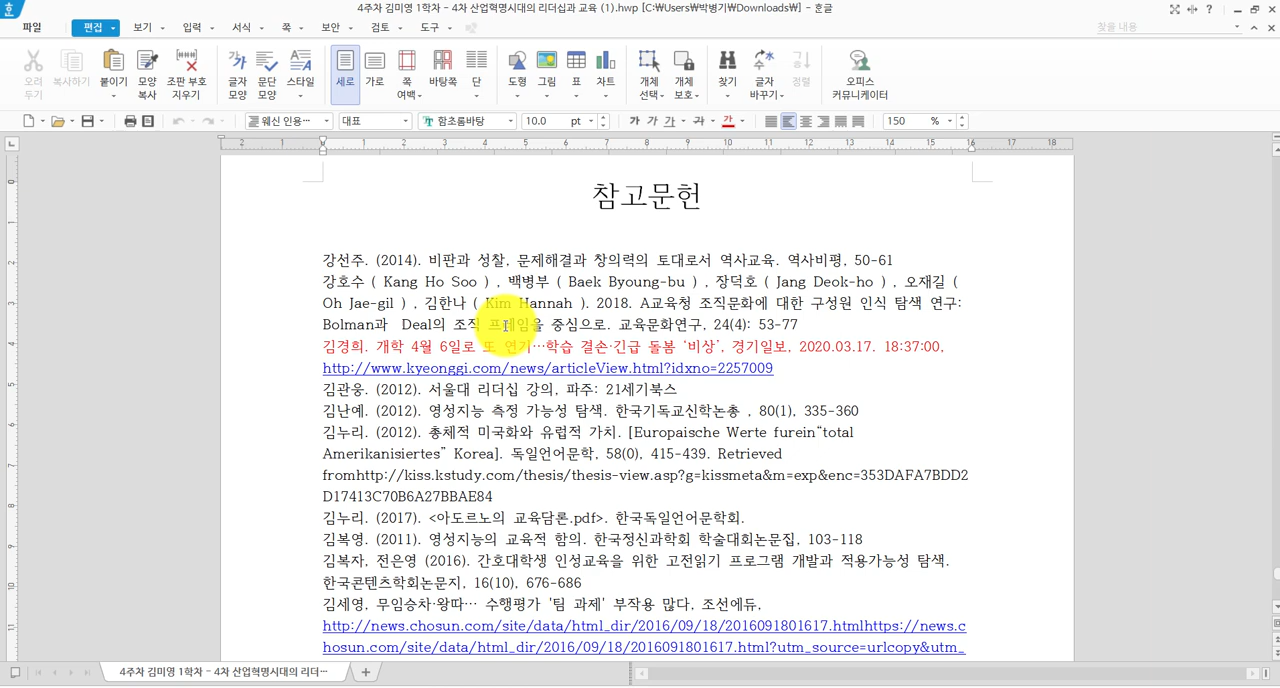 4주차 김미영 1학차 - 4차 산업혁명시대의 리더십과 교육 (1).hwp [C:₩Users₩박병기₩Downloads₩] - 훈글
파일 편집 보기 입력 서식 쪽 보안 검토 도구 찾을 내용
오려 두기 복사하기 붙이기 모양 복사 조판 부호 지우기 글자 모양 문단 모양 스타일 세로 가로 쪽 여백 바탕쪽 단 도형 그림 표 차트 개체 선택 개체 보호 찾기 글자 바꾸기 정렬 오피스 커뮤니케이터
웩신 인용… 대표 함초롬바탕 10.0 pt 가 가 가 가 가 150 %
2 1 1 2 3 4 5 6 7 8 9 10 11 12 13 14 15 16 17 18
참고문헌
강선주. (2014). 비판과 성찰, 문제해결과 창의력의 토대로서 역사교육. 역사비평, 50-61
강호수 ( Kang Ho Soo ) , 백병부 ( Baek Byoung-bu ) , 장덕호 ( Jang Deok-ho ) , 오재길 (
Oh Jae-gil ) , 김한나 ( Kim Hannah ). 2018. A교육청 조직문화에 대한 구성원 인식 탐색 연구:
Bolman과 Deal의 조직 프레임을 중심으로. 교육문화연구, 24(4): 53-77
김경희. 개학 4월 6일로 또 연기…학습 결손·긴급 돌봄 ‘비상’, 경기일보, 2020.03.17. 18:37:00,
http://www.kyeonggi.com/news/articleView.html?idxno=2257009
김관웅. (2012). 서울대 리더십 강의, 파주: 21세기북스
김난예. (2012). 영성지능 측정 가능성 탐색. 한국기독교신학논총 , 80(1), 335-360
김누리. (2012). 총체적 미국화와 유럽적 가치. [Europaische Werte furein“total
Amerikanisiertes” Korea]. 독일언어문학, 58(0), 415-439. Retrieved
fromhttp://kiss.kstudy.com/thesis/thesis-view.asp?g=kissmeta&m=exp&enc=353DAFA7BDD2
D17413C70B6A27BBAE84
김누리. (2017). <아도르노의 교육담론.pdf>. 한국독일언어문학회.
김복영. (2011). 영성지능의 교육적 함의. 한국정신과학회 학술대회논문집, 103-118
김복자, 전은영 (2016). 간호대학생 인성교육을 위한 고전읽기 프로그램 개발과 적용가능성 탐색.
한국콘텐츠학회논문지, 16(10), 676-686
김세영, 무임승차·왕따… 수행평가 '팀 과제' 부작용 많다, 조선에듀,
http://news.chosun.com/site/data/html_dir/2016/09/18/2016091801617.htmlhttps://news.c
hosun.com/site/data/html_dir/2016/09/18/2016091801617.html?utm_source=urlcopy&utm_
4주차 김미영 1학차 - 4차 산업혁명시대의 리더…